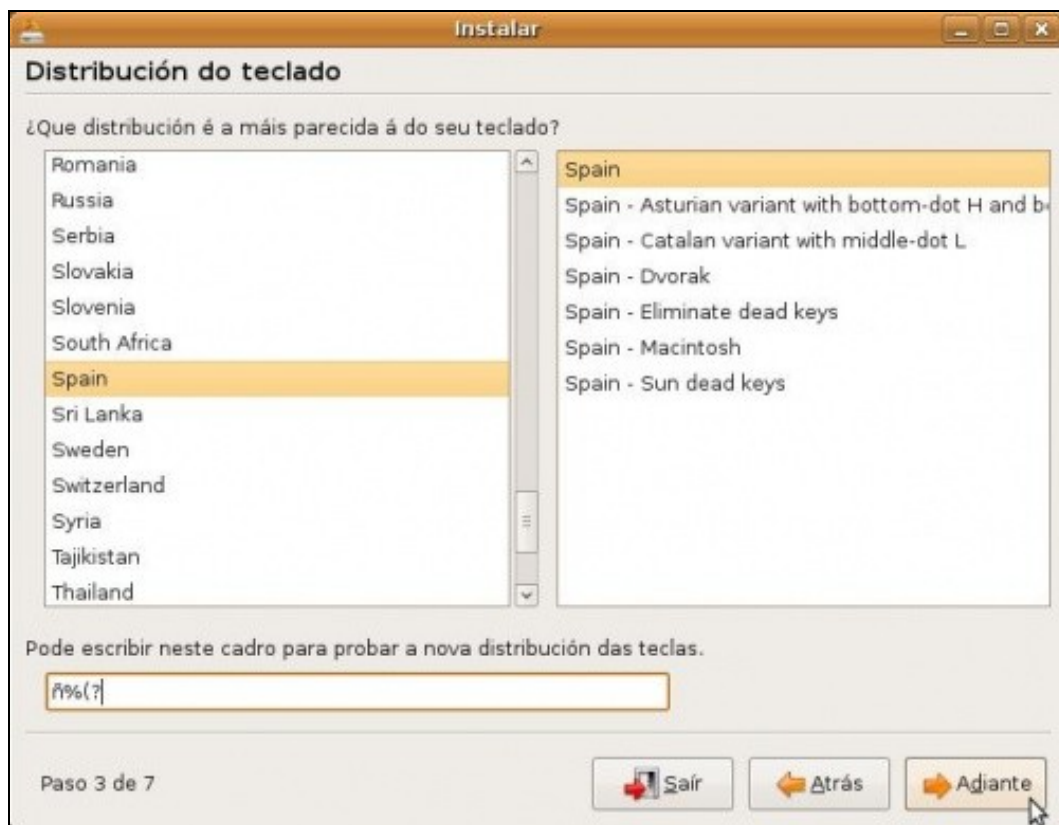 Instalar
Distribución do teclado
¿Que distribución é a máis parecida á do seu teclado?
Romania
Russia
Serbia
Slovakia
Slovenia
South Africa
Spain
Sri Lanka
Sweden
Switzerland
Syria
Tajikistan
Thailand
Spain
Spain - Asturian variant with bottom-dot H and b
Spain - Catalan variant with middle-dot L
Spain - Dvorak
Spain - Eliminate dead keys
Spain - Macintosh
Spain - Sun dead keys
Pode escribir neste cadro para probar a nova distribución das teclas.
ñ%(?
Paso 3 de 7
Saír
Atrás
Adiante